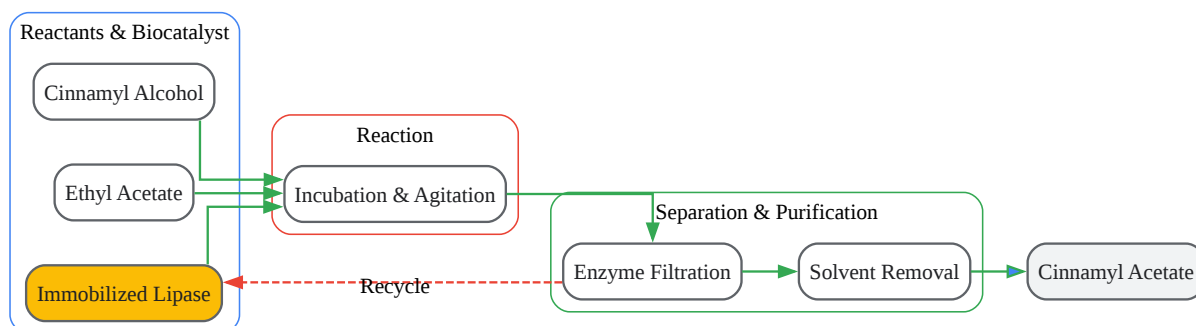 Reactants & Biocatalyst
Cinnamyl Alcohol
Ethyl Acetate
Immobilized Lipase
Reaction
Incubation & Agitation
Recycle
Separation & Purification
Enzyme Filtration
Solvent Removal
Cinnamyl Acetate